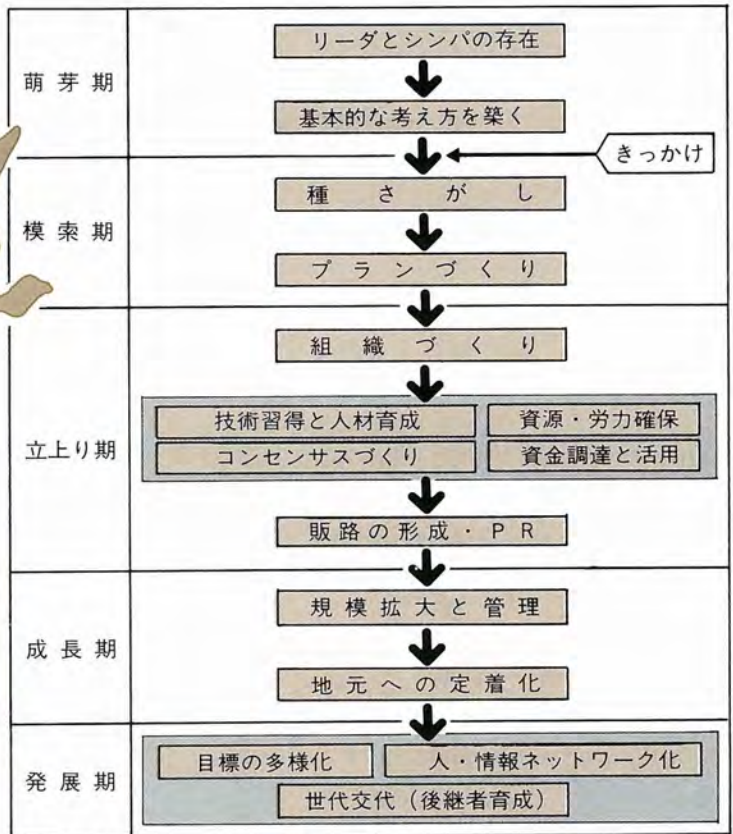 萌芽期
リーダとシンパの存在
基本的な考え方を築く
きっかけ
模索期
種さがし
プランづくり
立上り期
組織づくり
技術習得と人材育成
資源・労力確保
コンセンサスづくり
資金調達と活用
販路の形成・PR
成長期
規模拡大と管理
地元への定着化
発展期
目標の多様化
人・情報ネットワーク化
世代交代（後継者育成）